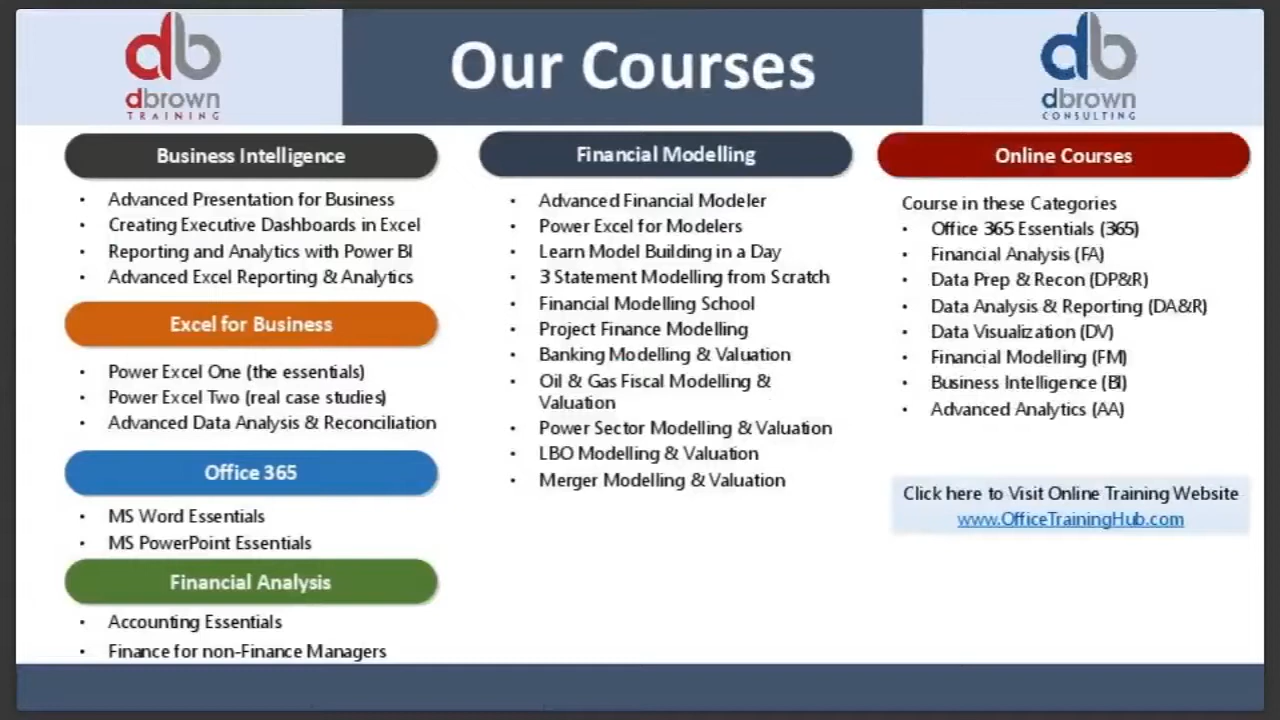 db
dbrown
TRAINING
Our Courses
db
dbrown
CONSULTING
Business Intelligence
• Advanced Presentation for Business
• Creating Executive Dashboards in Excel
• Reporting and Analytics with Power BI
• Advanced Excel Reporting & Analytics
Excel for Business
• Power Excel One (the essentials)
• Power Excel Two (real case studies)
• Advanced Data Analysis & Reconciliation
Office 365
• MS Word Essentials
• MS PowerPoint Essentials
Financial Analysis
• Accounting Essentials
• Finance for non-Finance Managers
Financial Modelling
• Advanced Financial Modeler
• Power Excel for Modelers
• Learn Model Building in a Day
• 3 Statement Modelling from Scratch
• Financial Modelling School
• Project Finance Modelling
• Banking Modelling & Valuation
• Oil & Gas Fiscal Modelling &
Valuation
• Power Sector Modelling & Valuation
• LBO Modelling & Valuation
• Merger Modelling & Valuation
Online Courses
Course in these Categories
• Office 365 Essentials (365)
• Financial Analysis (FA)
• Data Prep & Recon (DP&R)
• Data Analysis & Reporting (DA&R)
• Data Visualization (DV)
• Financial Modelling (FM)
• Business Intelligence (BI)
• Advanced Analytics (AA)
Click here to Visit Online Training Website
www.OfficeTrainingHub.com